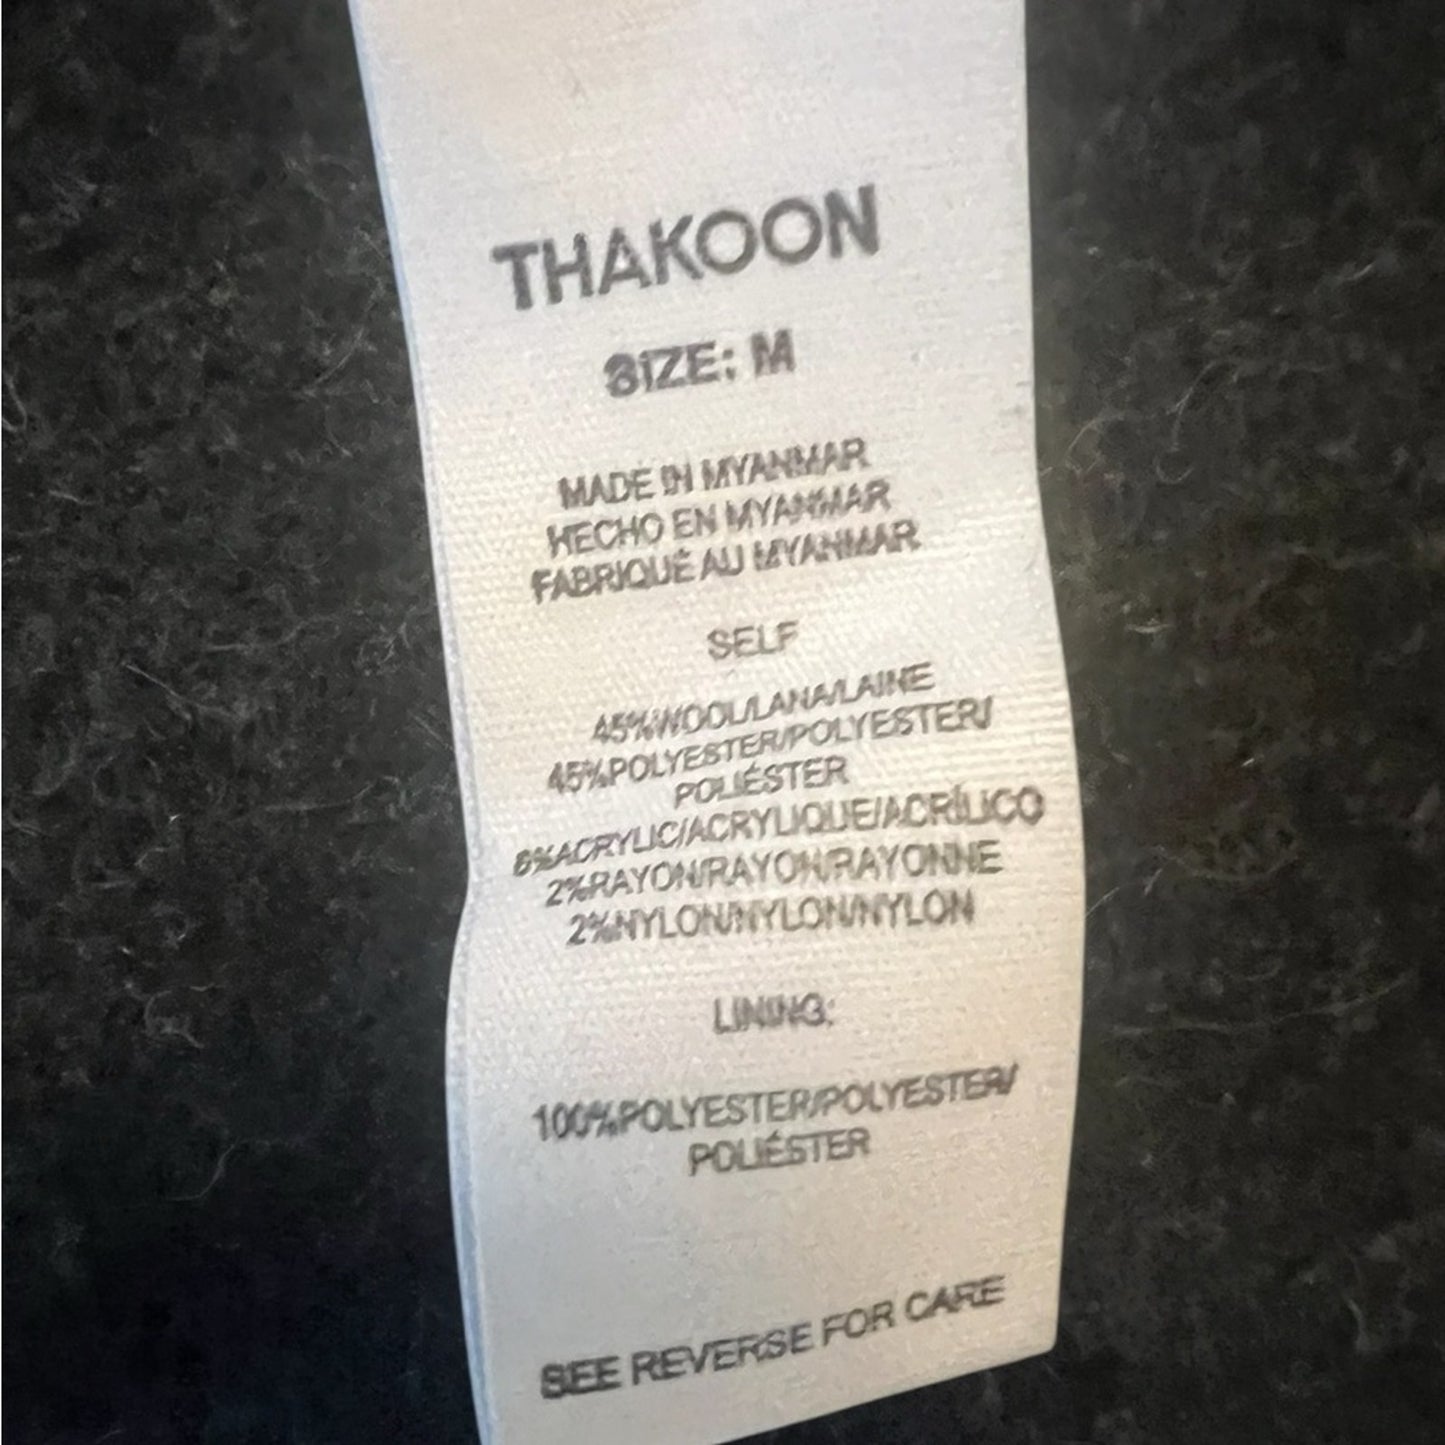 THAKOON
SIZE: M
MADE IN MYANMAR
HECHO EN MYANMAR
FABRIQUÉ AU MYANMAR
SELF
45%WOOL/LANA/LAINE
45%POLYESTER/POLYESTER/
POLIÉSTER
6%ACRYLIC/ACRYLIQUE/ACRÍLICO
2%RAYON/RAYON/RAYONNE
2%NYLON/NYLON/NYLON
LINING:
100%POLYESTER/POLYESTER/
POLIÉSTER
SEE REVERSE FOR CARE